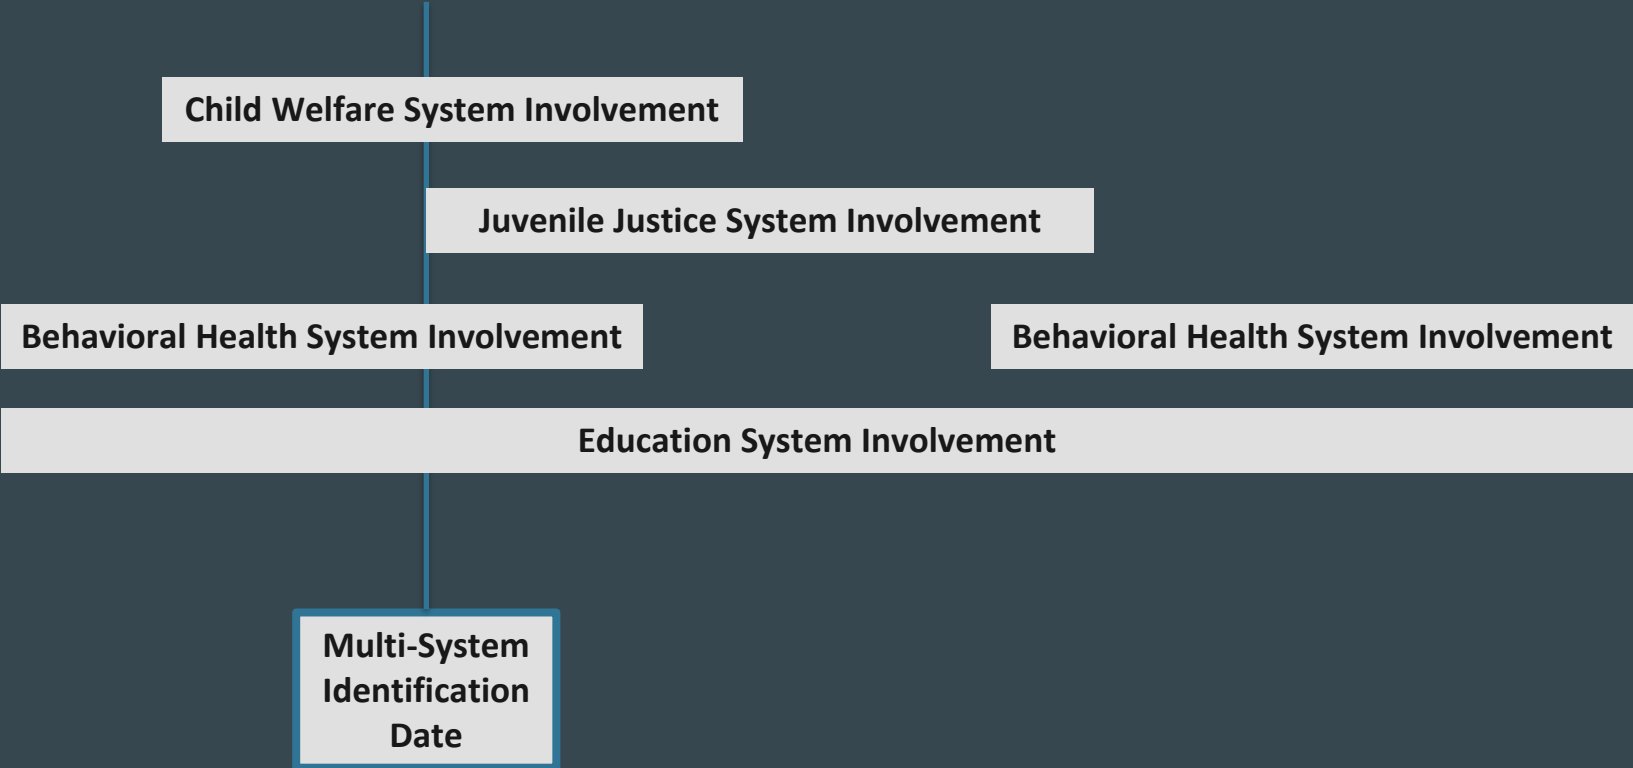 Child Welfare System Involvement
Juvenile Justice System Involvement
Behavioral Health System Involvement
Behavioral Health System Involvement
Education System Involvement
Multi-System
Identification
Date